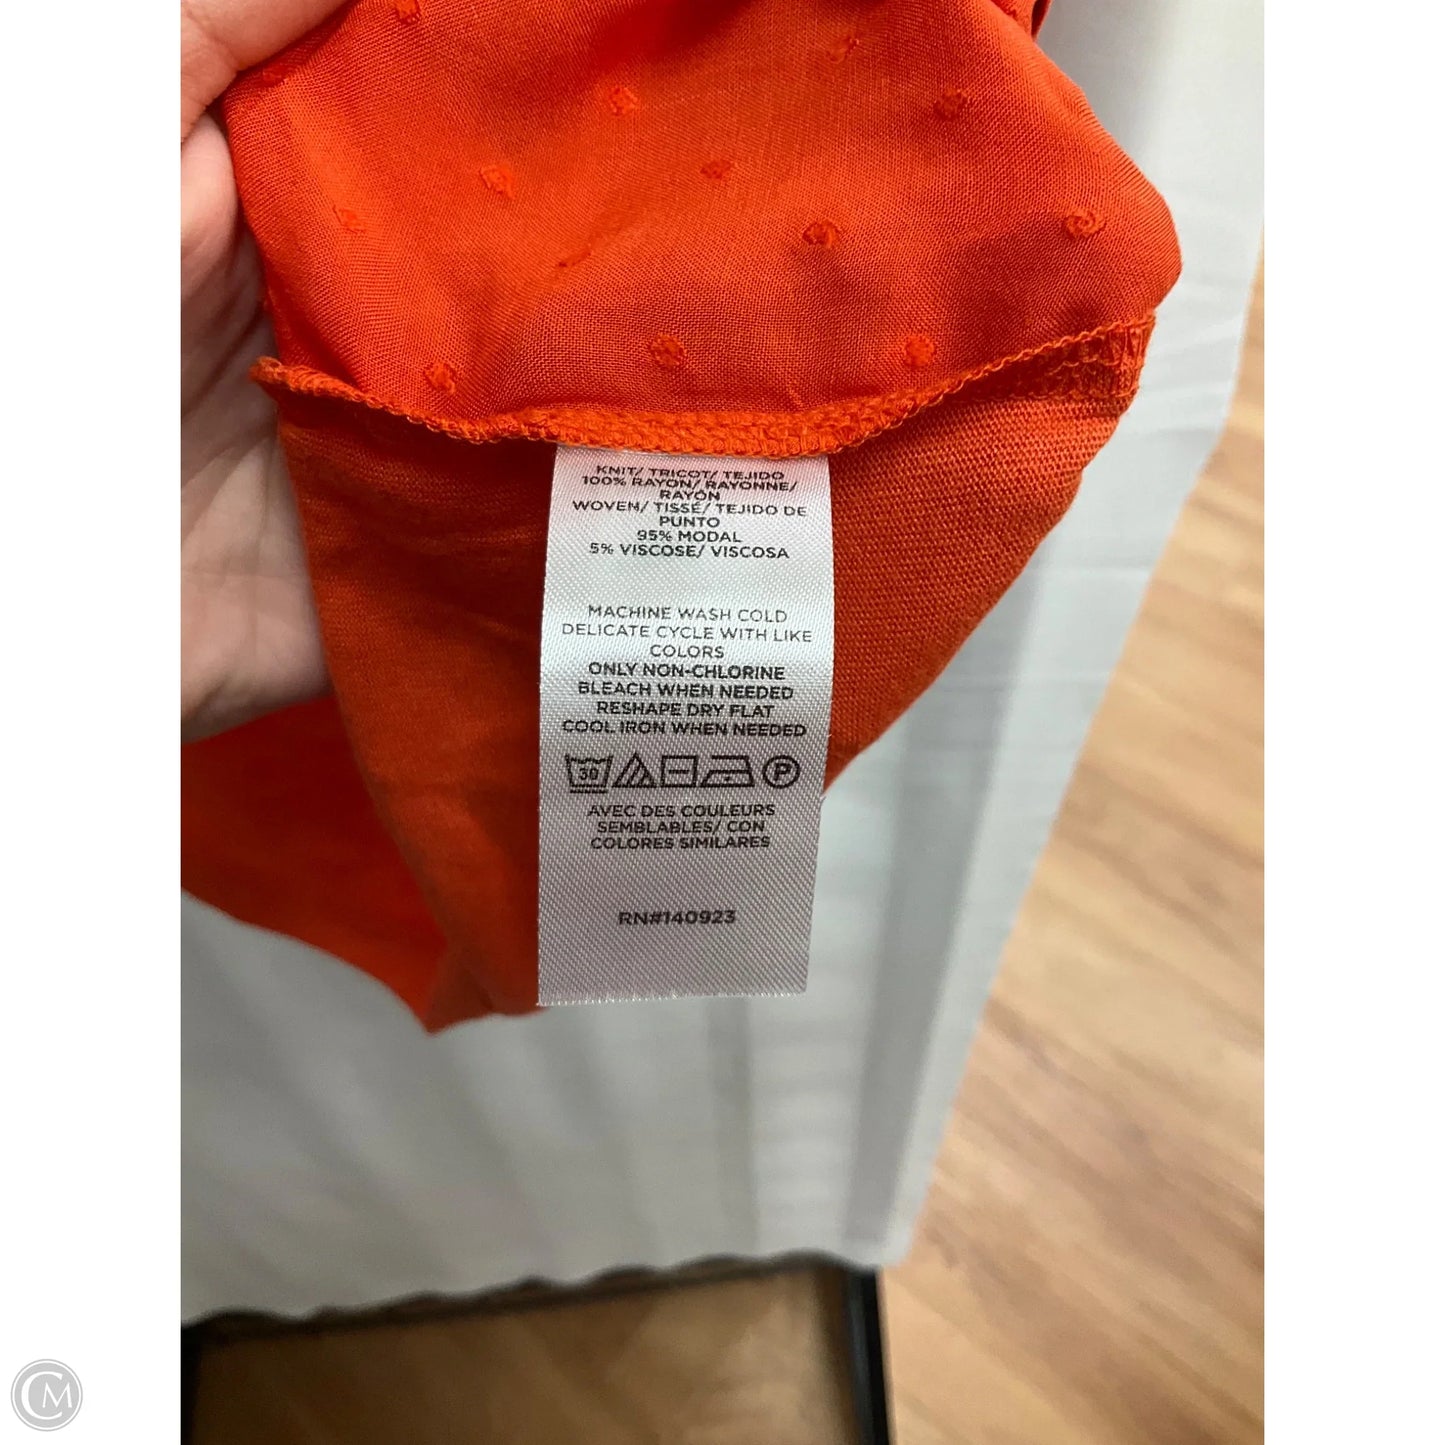 KNIT/ TRICOT/ TEJIDO
100% RAYON/ RAYONNE/
RAYÓN
WOVEN/ TISSÉ/ TEJIDO DE
PUNTO
95% MODAL
5% VISCOSE/ VISCOSA
MACHINE WASH COLD
DELICATE CYCLE WITH LIKE
COLORS
ONLY NON-CHLORINE
BLEACH WHEN NEEDED
RESHAPE DRY FLAT
COOL IRON WHEN NEEDED
30 P
AVEC DES COULEURS
SEMBLABLES/ CON
COLORES SIMILARES
RN#140923
CM